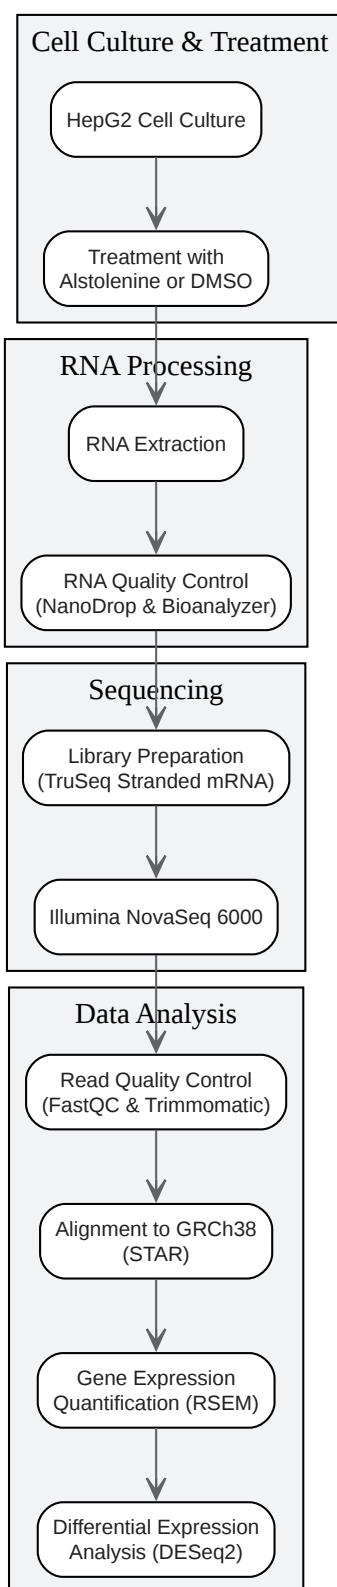 Cell Culture & Treatment
HepG2 Cell Culture
Treatment with
Alstolenine or DMSO
RNA Processing
RNA Extraction
RNA Quality Control
(NanoDrop & Bioanalyzer)
Sequencing
Library Preparation
(TruSeq Stranded mRNA)
Illumina NovaSeq 6000
Data Analysis
Read Quality Control
(FastQC & Trimmomatic)
Alignment to GRCh38
(STAR)
Gene Expression
Quantification (RSEM)
Differential Expression
Analysis (DESeq2)